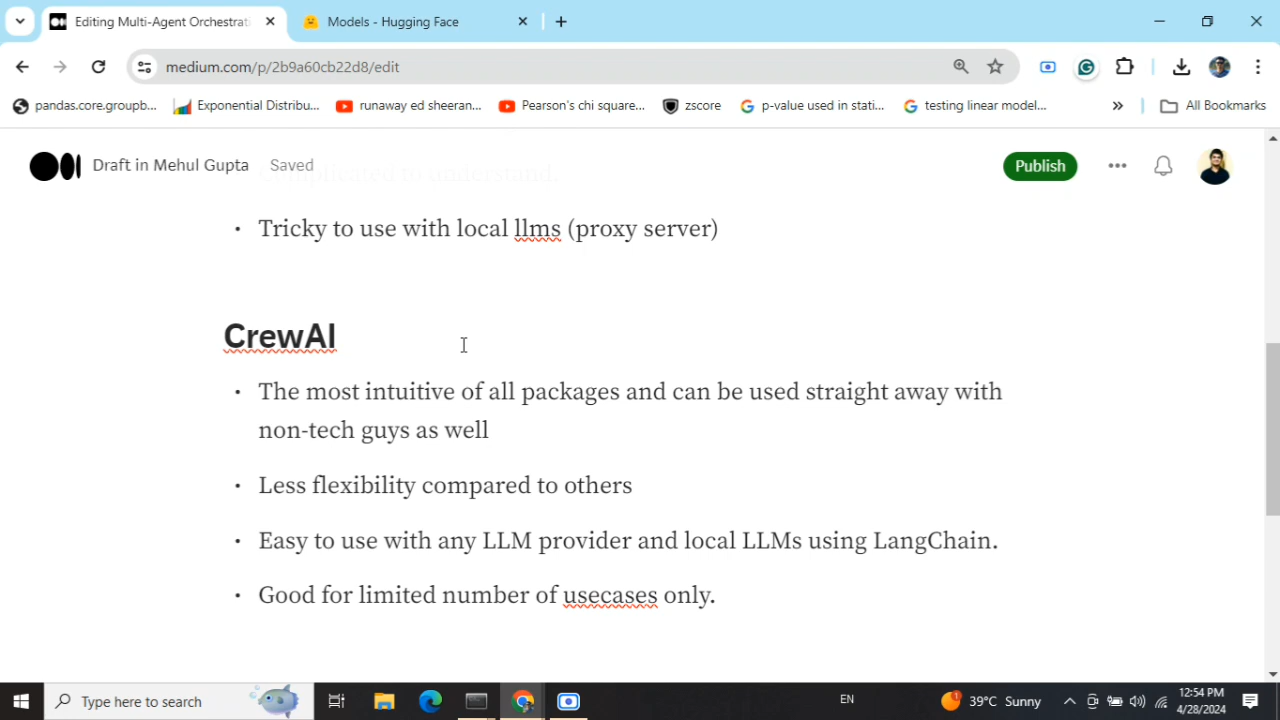 Editing Multi-Agent Orchestrat
Models - Hugging Face
medium.com/p/2b9a60cb22d8/edit
pandas.core.groupb...
Exponential Distribu...
runaway ed sheeran...
Pearson's chi square...
zscore
p-value used in stati...
testing linear model...
All Bookmarks
Draft in Mehul Gupta
Saved
Publish
Complicated to understand.
Tricky to use with local llms (proxy server)
CrewAI
The most intuitive of all packages and can be used straight away with
non-tech guys as well
Less flexibility compared to others
Easy to use with any LLM provider and local LLMs using LangChain.
Good for limited number of usecases only.
Type here to search
EN
1
39°C Sunny
12:54 PM
4/28/2024